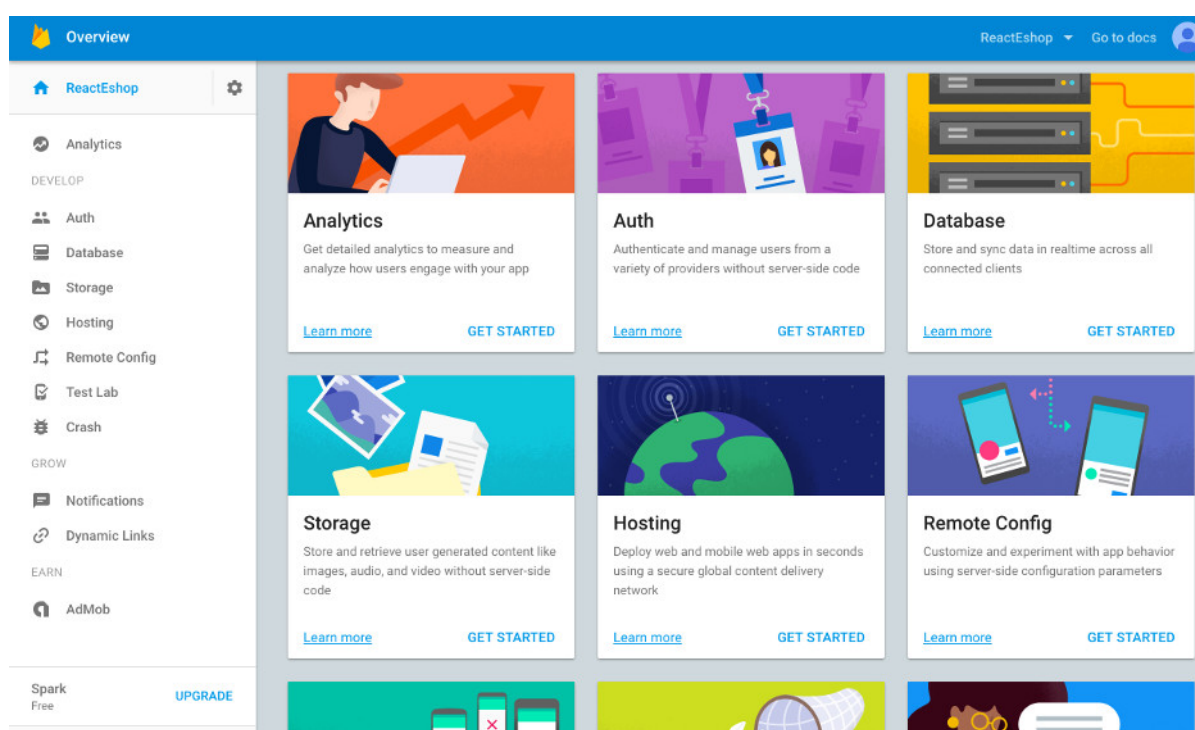 Overview
ReactEshop
Go to docs
ReactEshop
Analytics
DEVELOP
Auth
Database
Storage
Hosting
Remote Config
Test Lab
Crash
GROW
Notifications
Dynamic Links
EARN
AdMob
Spark
Free
UPGRADE
Analytics
Get detailed analytics to measure and
analyze how users engage with your app
Learn more
GET STARTED
Auth
Authenticate and manage users from a
variety of providers without server-side code
Learn more
GET STARTED
Database
Store and sync data in realtime across all
connected clients
Learn more
GET STARTED
Storage
Store and retrieve user generated content like
images, audio, and video without server-side
code
Learn more
GET STARTED
Hosting
Deploy web and mobile web apps in seconds
using a secure global content delivery
network
Learn more
GET STARTED
Remote Config
Customize and experiment with app behavior
using server-side configuration parameters
Learn more
GET STARTED